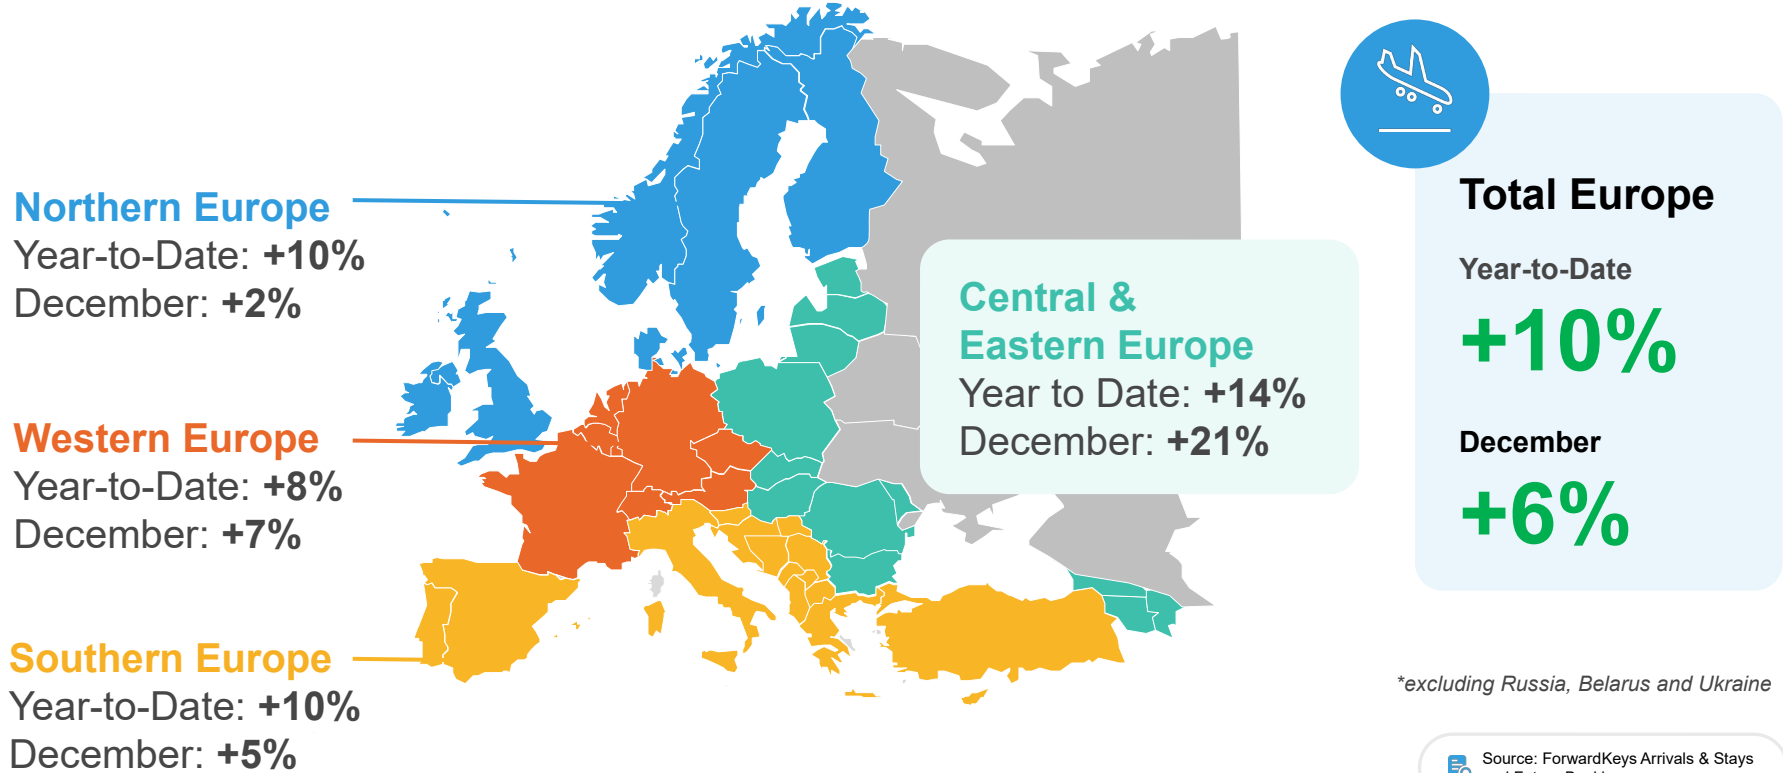 Northern Europe
Year-to-Date: +10%
December: +2%
Western Europe
Year-to-Date: +8%
December: +7%
Southern Europe
Year-to-Date: +10%
December: +5%
Central &
Eastern Europe
Year to Date: +14%
December: +21%
Total Europe
Year-to-Date
+10%
December
+6%
*excluding Russia, Belarus and Ukraine
Source: ForwardKeys Arrivals & Stays